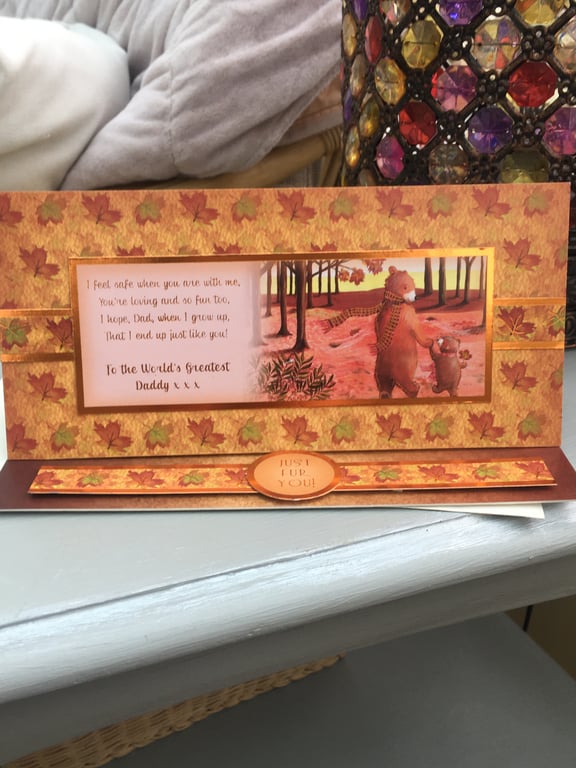 I feel safe when you are with me,
You're loving and so fun too,
I hope, Dad, when I grow up,
That I end up just like you!
To the World's Greatest
Daddy x x x
JUST
FUR
YOU!